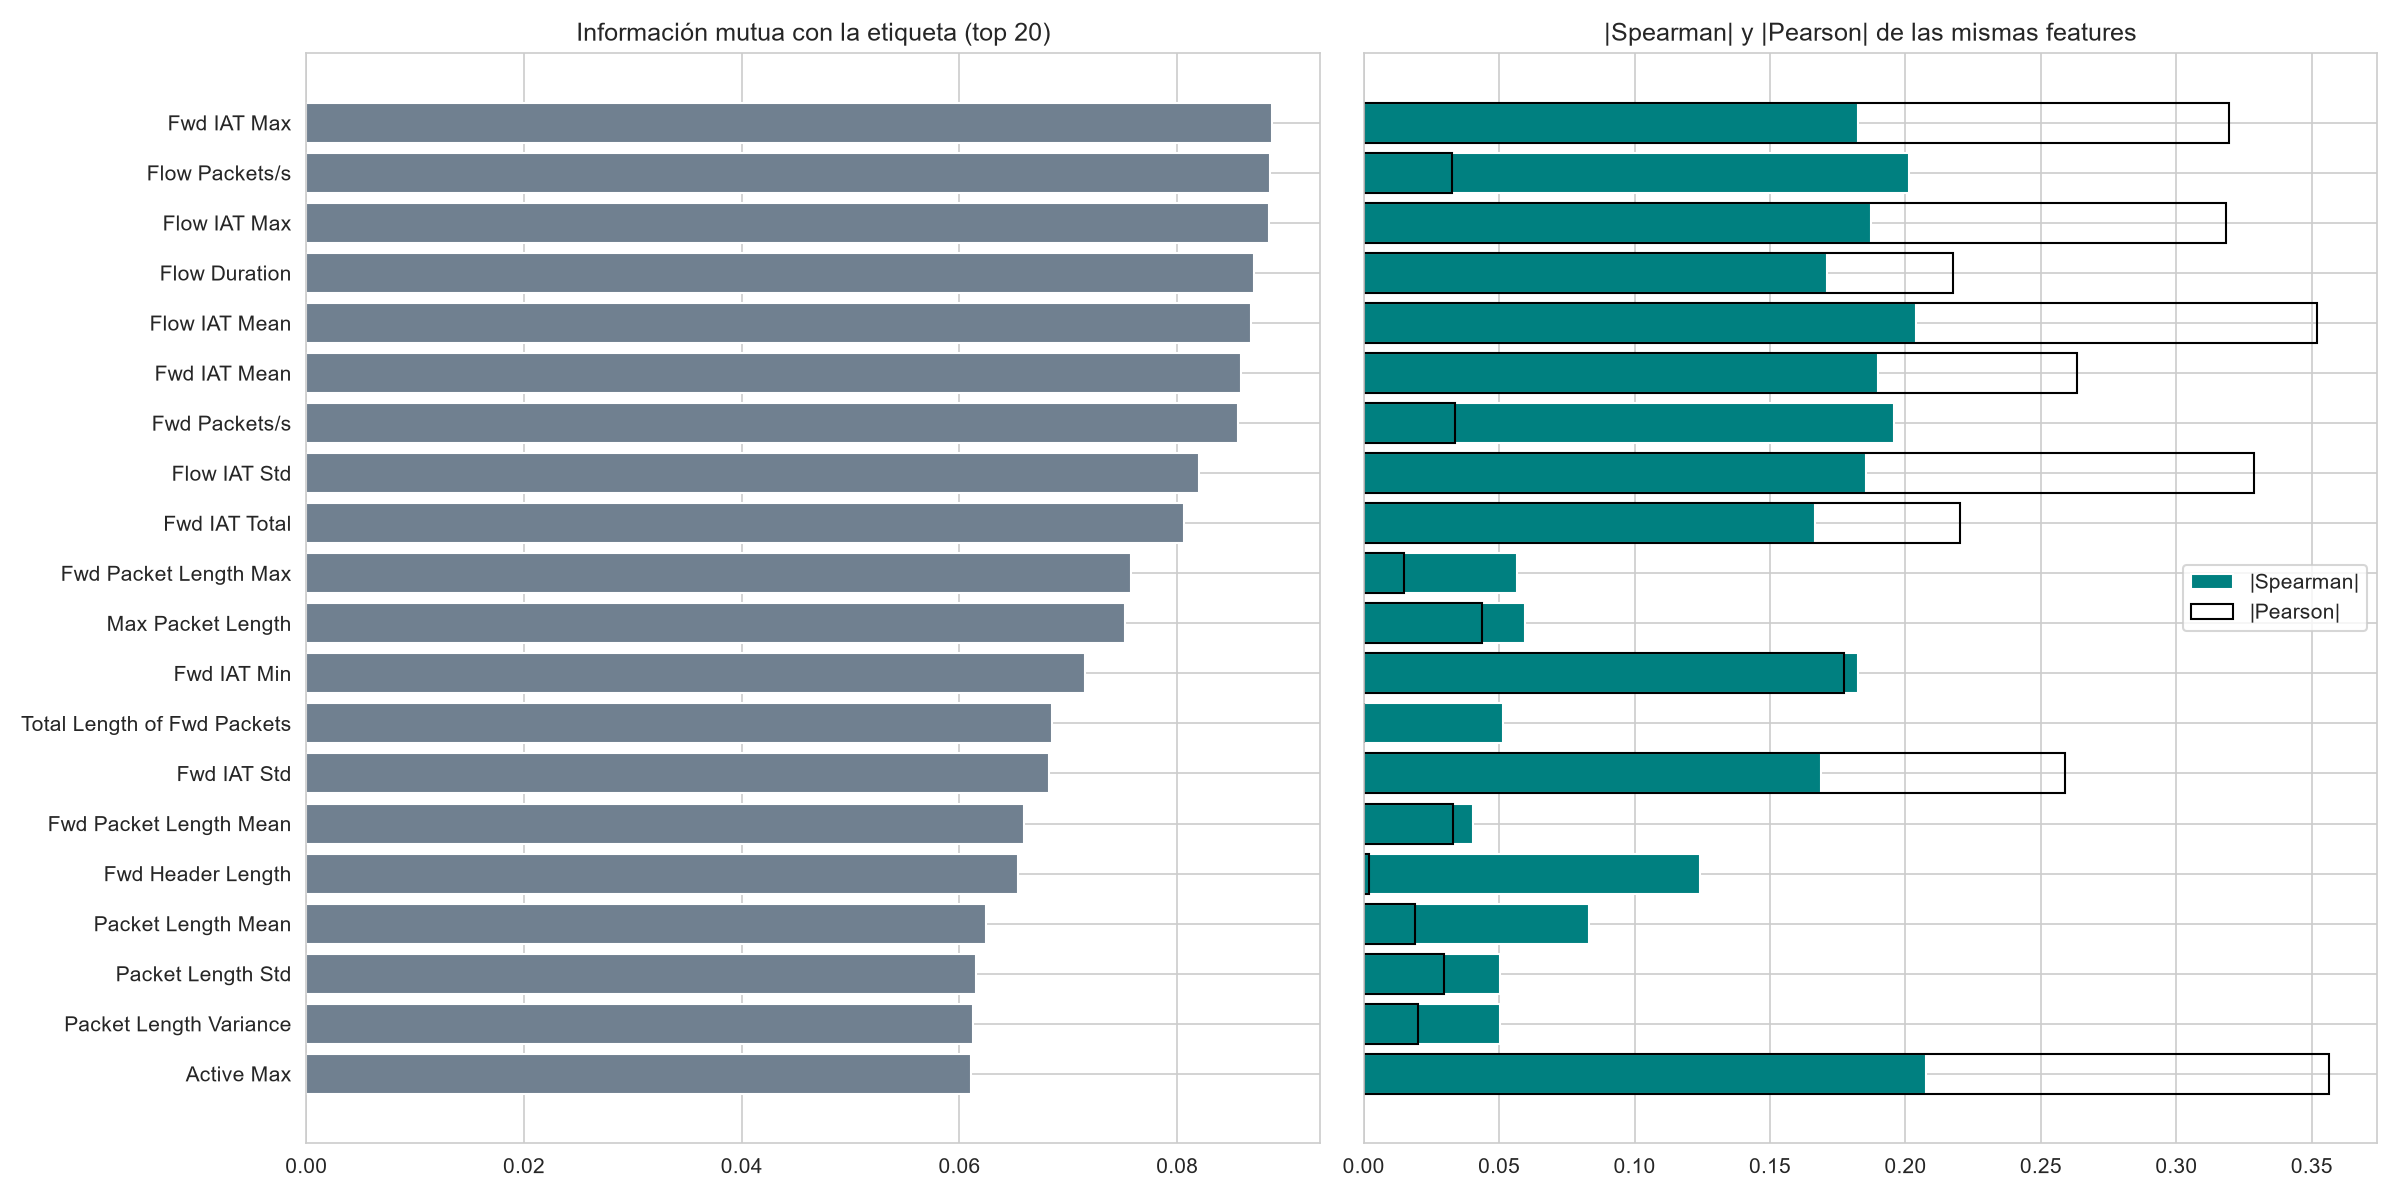 Información mutua con la etiqueta (top 20)
Fwd IAT Max
Flow Packets/s
Flow IAT Max
Flow Duration
Flow IAT Mean
Fwd IAT Mean
Fwd Packets/s
Flow IAT Std
Fwd IAT Total
Fwd Packet Length Max
Max Packet Length
Fwd IAT Min
Total Length of Fwd Packets
Fwd IAT Std
Fwd Packet Length Mean
Fwd Header Length
Packet Length Mean
Packet Length Std
Packet Length Variance
Active Max
0.00 0.02 0.04 0.06 0.08
|Spearman| y |Pearson| de las mismas features
|Spearman|
|Pearson|
0.00 0.05 0.10 0.15 0.20 0.25 0.30 0.35